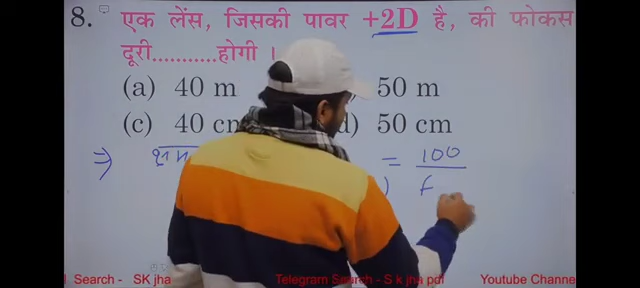 8. एक लेंस, जिसकी पावर +2D है, की फोकस
दूरी...........होगी ।
(a) 40 m ) 50 m
(c) 40 cm d) 50 cm
⇒ क्षम ) = 100 / f
Search - SK jha Telegram Search - S k jha pdf Youtube Channe